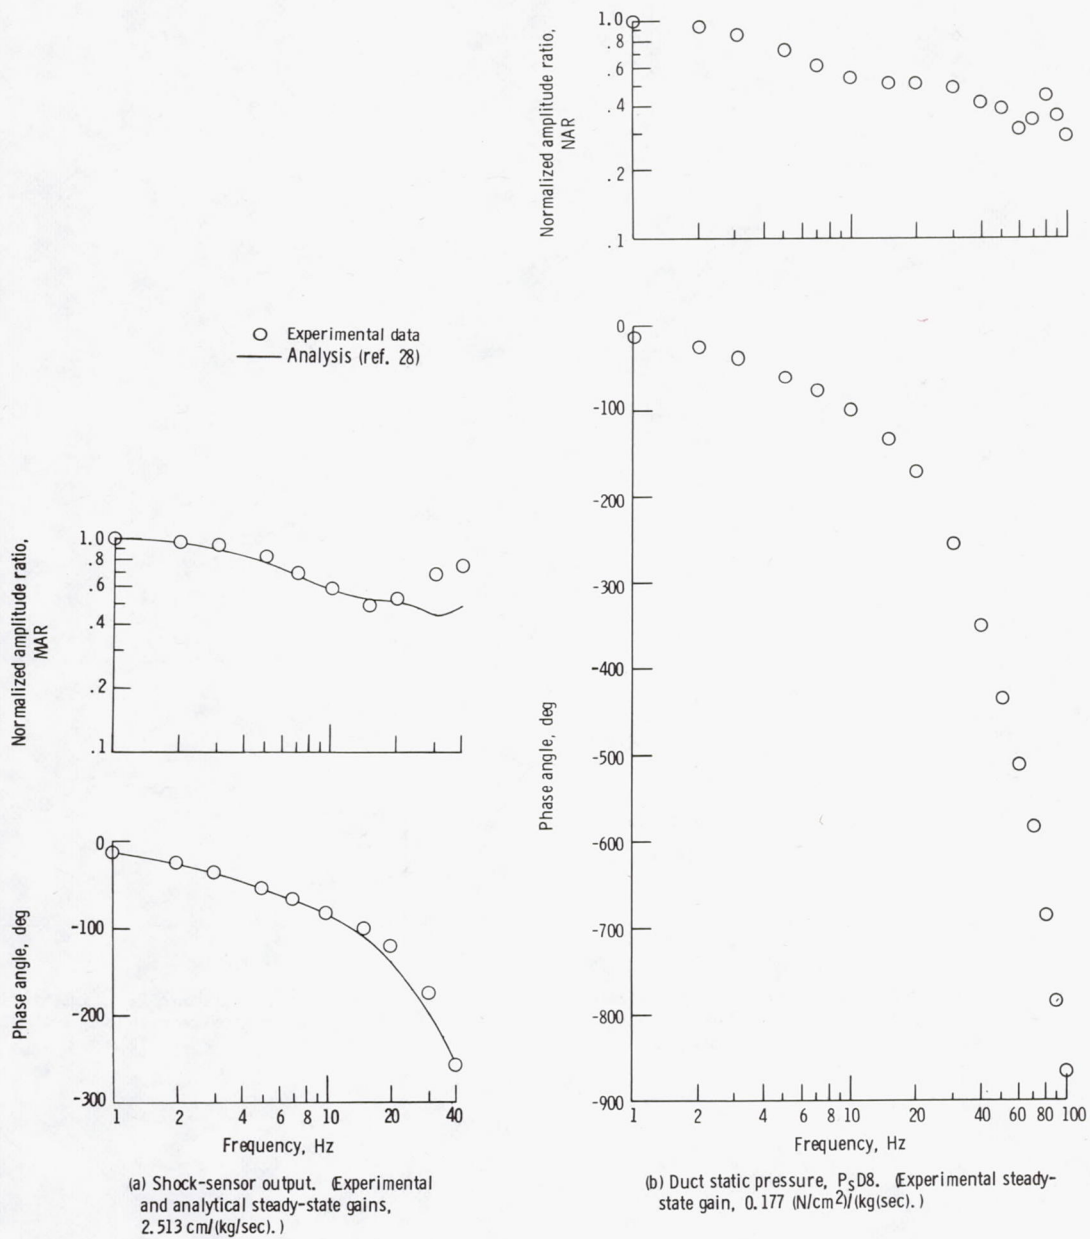 Normalized amplitude ratio,
NAR
1.0
.8
.6
.4
.2
.1
Experimental data
Analysis (ref. 28)
Normalized amplitude ratio,
MAR
1.0
.8
.6
.4
.2
.1
Phase angle, deg
0
-100
-200
-300
1 2 4 6 8 10 20 40
Frequency, Hz
(a) Shock-sensor output. (Experimental
and analytical steady-state gains,
2.513 cm/(kg/sec).)
Phase angle, deg
0
-100
-200
-300
-400
-500
-600
-700
-800
-900
1 2 4 6 8 10 20 40 60 80 100
Frequency, Hz
(b) Duct static pressure, PSD8. (Experimental steady-
state gain, 0.177 (N/cm2)/(kg(sec).)